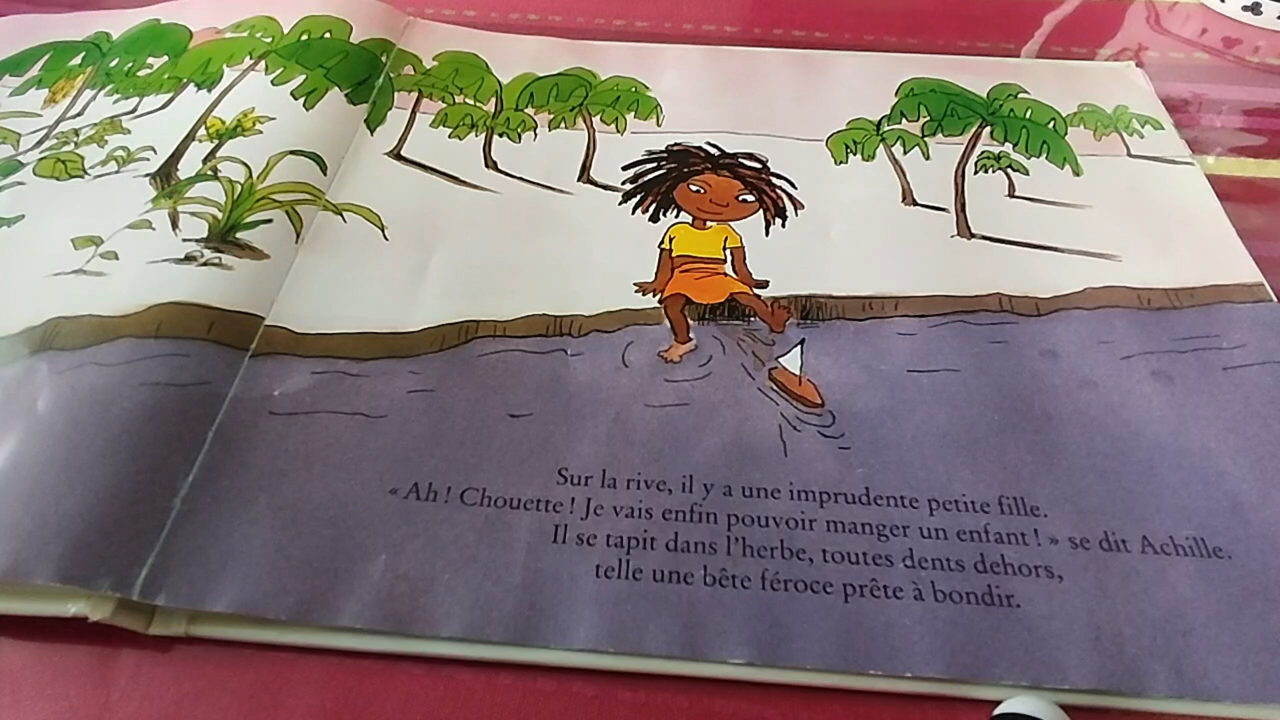 Sur la rive, il y a une imprudente petite fille.
« Ah ! Chouette ! Je vais enfin pouvoir manger un enfant ! » se dit Achille.
Il se tapit dans l'herbe, toutes dents dehors,
telle une bête féroce prête à bondir.